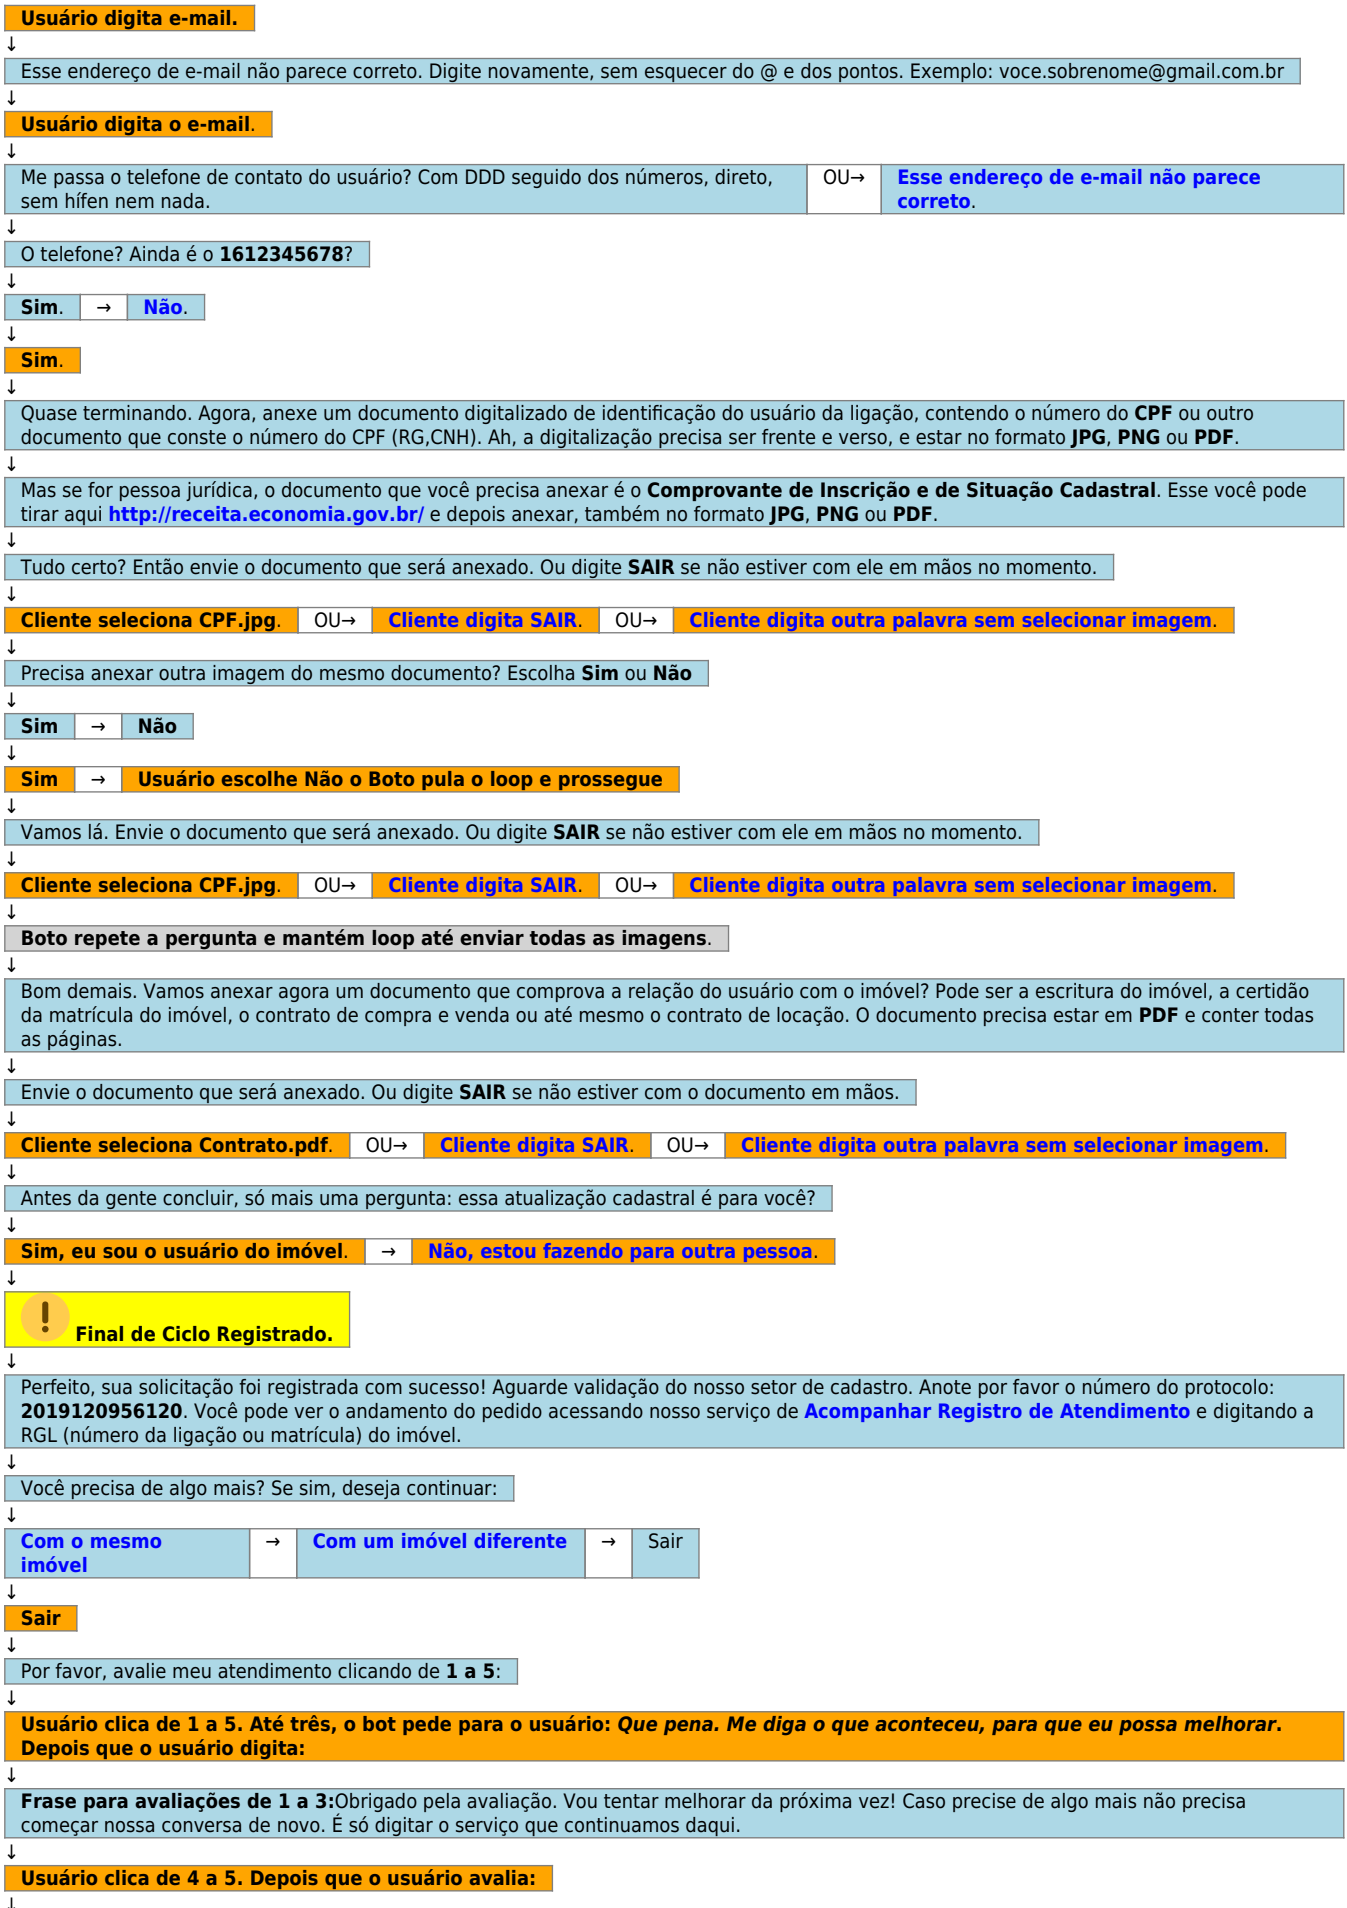 Usuário digita e-mail.
↓
Esse endereço de e-mail não parece correto. Digite novamente, sem esquecer do @ e dos pontos. Exemplo: voce.sobrenome@gmail.com.br
↓
Usuário digita o e-mail.
↓
Me passa o telefone de contato do usuário? Com DDD seguido dos números, direto, OU→ Esse endereço de e-mail não parece
sem hífen nem nada. correto.
↓
O telefone? Ainda é o 1612345678?
↓
Sim. → Não.
↓
Sim.
↓
Quase terminando. Agora, anexe um documento digitalizado de identificação do usuário da ligação, contendo o número do CPF ou outro
documento que conste o número do CPF (RG,CNH). Ah, a digitalização precisa ser frente e verso, e estar no formato JPG, PNG ou PDF.
↓
Mas se for pessoa jurídica, o documento que você precisa anexar é o Comprovante de Inscrição e de Situação Cadastral. Esse você pode
tirar aqui http://receita.economia.gov.br/ e depois anexar, também no formato JPG, PNG ou PDF.
↓
Tudo certo? Então envie o documento que será anexado. Ou digite SAIR se não estiver com ele em mãos no momento.
↓
Cliente seleciona CPF.jpg. OU→ Cliente digita SAIR. OU→ Cliente digita outra palavra sem selecionar imagem.
↓
Precisa anexar outra imagem do mesmo documento? Escolha Sim ou Não
↓
Sim → Não
↓
Sim → Usuário escolhe Não o Boto pula o loop e prossegue
↓
Vamos lá. Envie o documento que será anexado. Ou digite SAIR se não estiver com ele em mãos no momento.
↓
Cliente seleciona CPF.jpg. OU→ Cliente digita SAIR. OU→ Cliente digita outra palavra sem selecionar imagem.
↓
Boto repete a pergunta e mantém loop até enviar todas as imagens.
↓
Bom demais. Vamos anexar agora um documento que comprova a relação do usuário com o imóvel? Pode ser a escritura do imóvel, a certidão
da matrícula do imóvel, o contrato de compra e venda ou até mesmo o contrato de locação. O documento precisa estar em PDF e conter todas
as páginas.
↓
Envie o documento que será anexado. Ou digite SAIR se não estiver com o documento em mãos.
↓
Cliente seleciona Contrato.pdf. OU→ Cliente digita SAIR. OU→ Cliente digita outra palavra sem selecionar imagem.
↓
Antes da gente concluir, só mais uma pergunta: essa atualização cadastral é para você?
↓
Sim, eu sou o usuário do imóvel. → Não, estou fazendo para outra pessoa.
↓
! Final de Ciclo Registrado.
↓
Perfeito, sua solicitação foi registrada com sucesso! Aguarde validação do nosso setor de cadastro. Anote por favor o número do protocolo:
2019120956120. Você pode ver o andamento do pedido acessando nosso serviço de Acompanhar Registro de Atendimento e digitando a
RGL (número da ligação ou matrícula) do imóvel.
↓
Você precisa de algo mais? Se sim, deseja continuar:
↓
Com o mesmo → Com um imóvel diferente → Sair
imóvel
↓
Sair
↓
Por favor, avalie meu atendimento clicando de 1 a 5:
↓
Usuário clica de 1 a 5. Até três, o bot pede para o usuário: Que pena. Me diga o que aconteceu, para que eu possa melhorar.
Depois que o usuário digita:
↓
Frase para avaliações de 1 a 3:Obrigado pela avaliação. Vou tentar melhorar da próxima vez! Caso precise de algo mais não precisa
começar nossa conversa de novo. É só digitar o serviço que continuamos daqui.
↓
Usuário clica de 4 a 5. Depois que o usuário avalia:
↓